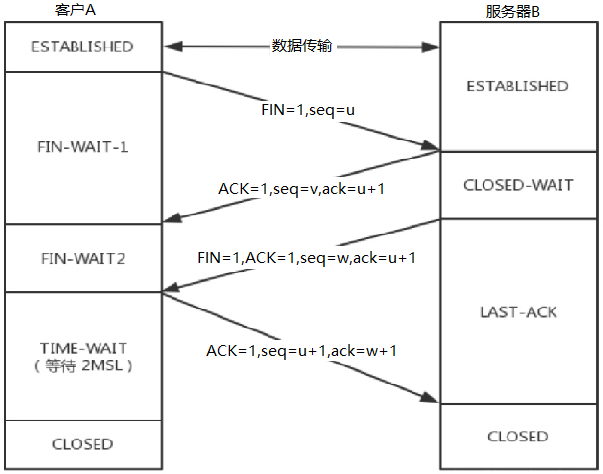 客户A
服务器B
ESTABLISHED
数据传输
ESTABLISHED
FIN=1,seq=u
FIN-WAIT-1
ACK=1,seq=v,ack=u+1
CLOSED-WAIT
FIN-WAIT2
FIN=1,ACK=1,seq=w,ack=u+1
LAST-ACK
TIME-WAIT
（等待 2MSL）
ACK=1,seq=u+1,ack=w+1
CLOSED
CLOSED